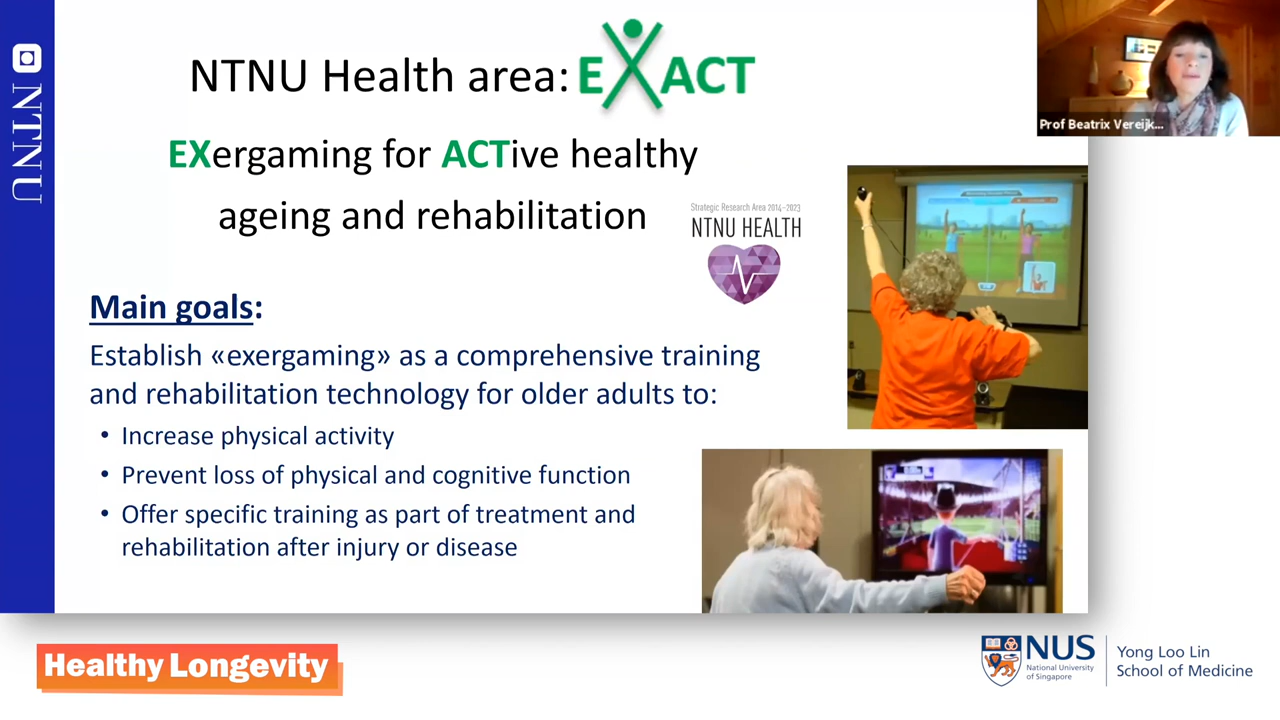 NTNU
NTNU Health area: EXACT
EXergaming for ACTive healthy
ageing and rehabilitation
Strategic Research Area 2014–2023
NTNU HEALTH
Main goals:
Establish «exergaming» as a comprehensive training
and rehabilitation technology for older adults to:
• Increase physical activity
• Prevent loss of physical and cognitive function
• Offer specific training as part of treatment and
rehabilitation after injury or disease
Prof Beatrix Vereijk...
Healthy Longevity
NUS
National University
of Singapore
Yong Loo Lin
School of Medicine